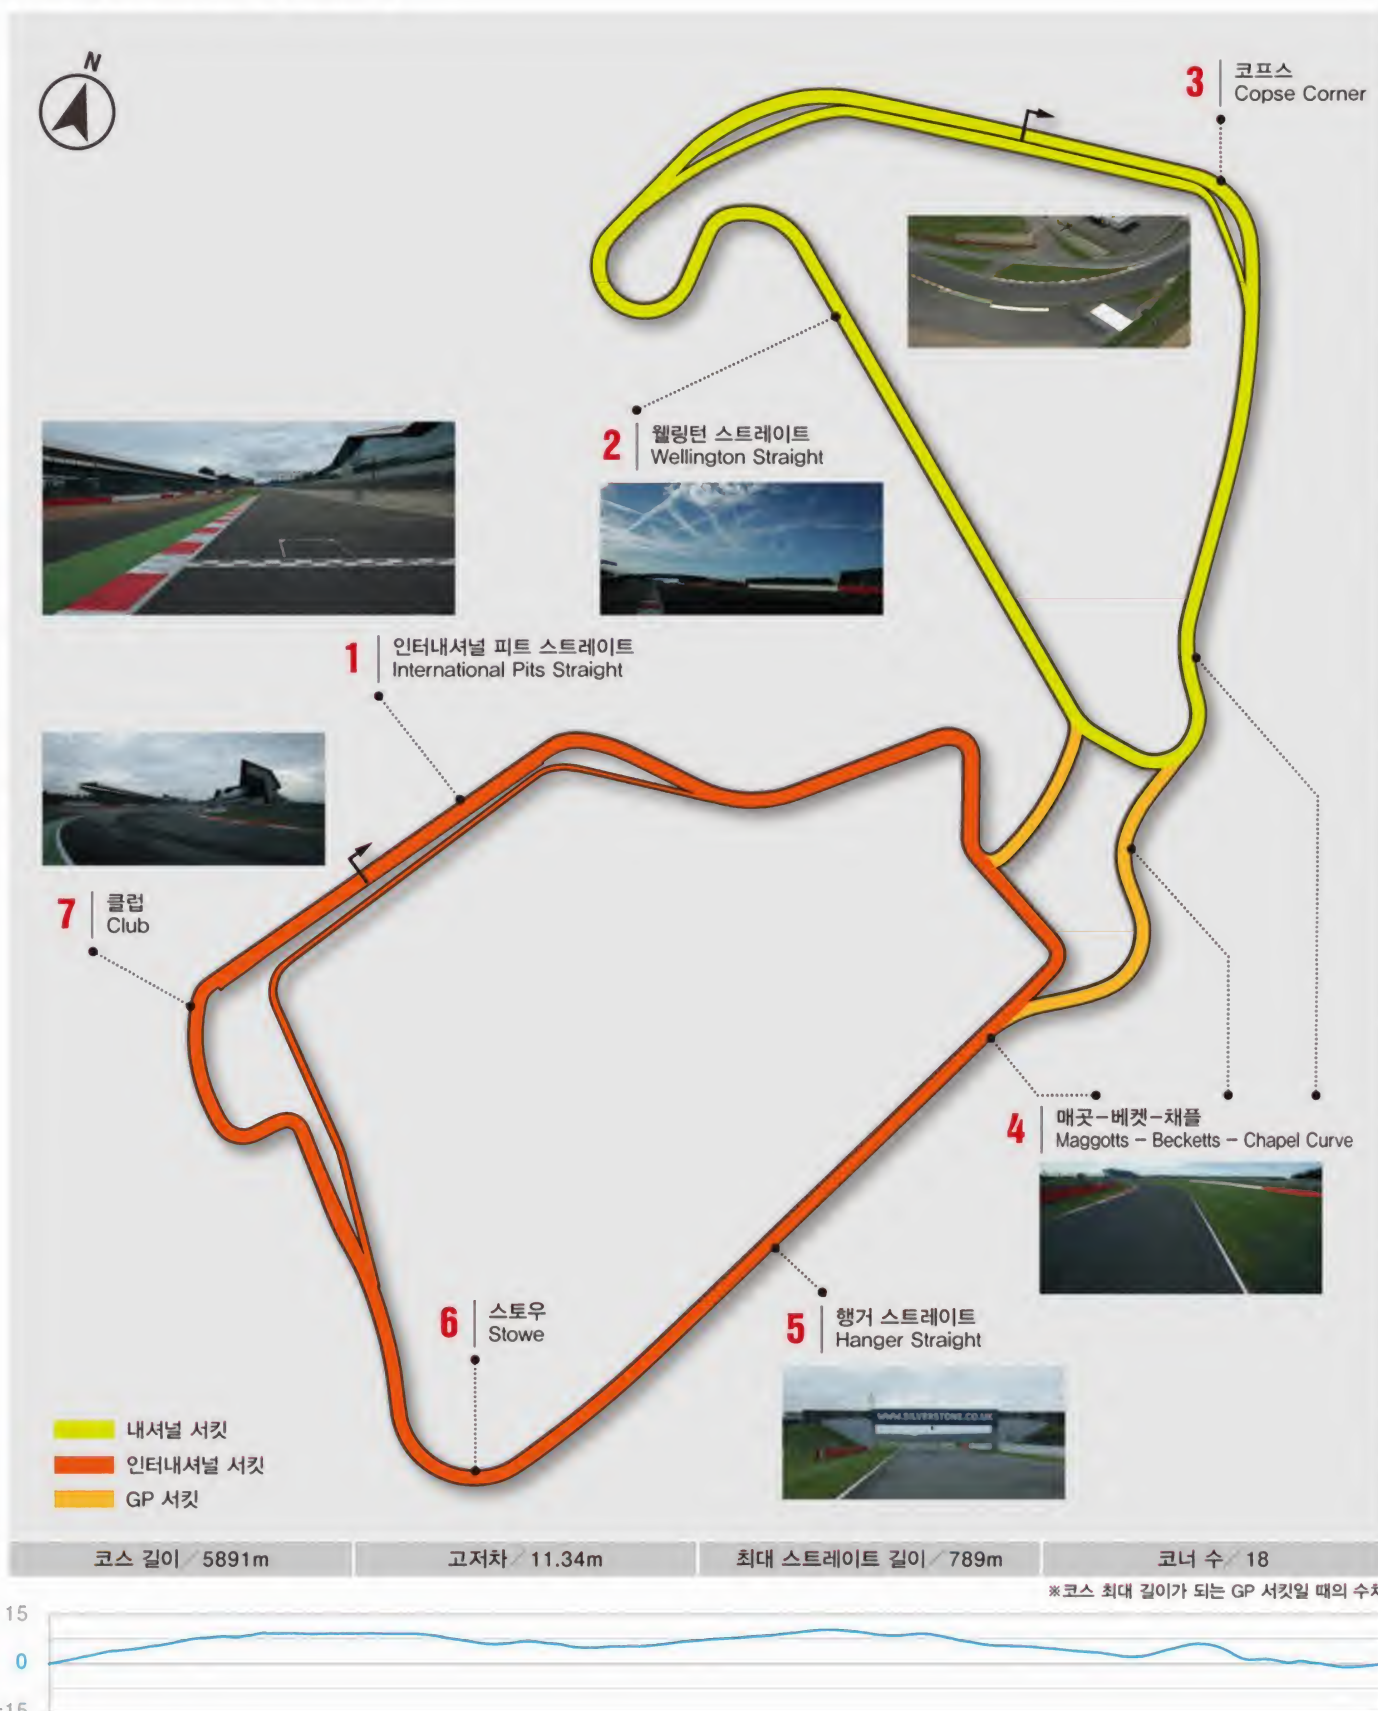 N
3
코프스
Copse Corner
2
웰링턴 스트레이트
Wellington Straight
1
인터내셔널 피트 스트레이트
International Pits Straight
7
클럽
Club
4
매곳-베켓-채플
Maggotts - Becketts - Chapel Curve
6
스토우
Stowe
5
행거 스트레이트
Hanger Straight
WWW.SILVERSTONE.CO.UK
내셔널 서킷
인터내셔널 서킷
GP 서킷
코스 길이/5891m
고저차/11.34m
최대 스트레이트 길이/789m
코너 수/18
※코스 최대 길이가 되는 GP 서킷일 때의 수치
15
0
-15